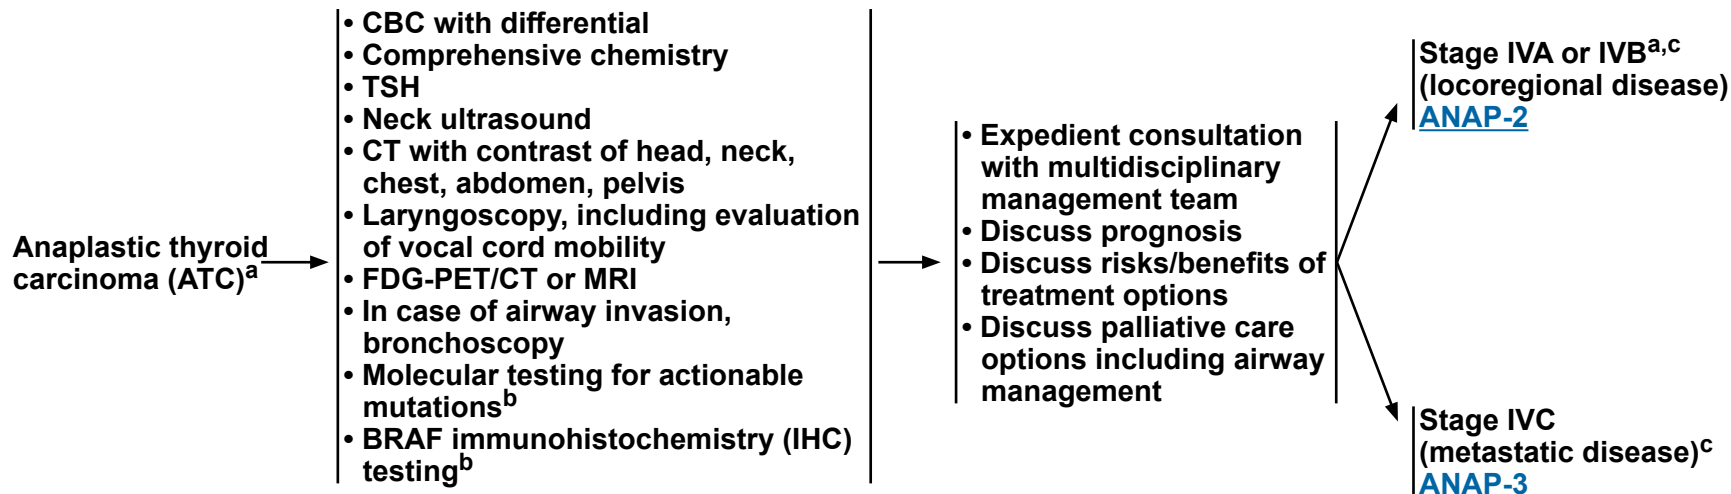 Anaplastic thyroid
carcinoma (ATC)a
• CBC with differential
• Comprehensive chemistry
• TSH
• Neck ultrasound
• CT with contrast of head, neck,
chest, abdomen, pelvis
• Laryngoscopy, including evaluation
of vocal cord mobility
• FDG-PET/CT or MRI
• In case of airway invasion,
bronchoscopy
• Molecular testing for actionable
mutationsb
• BRAF immunohistochemistry (IHC)
testingb
• Expedient consultation
with multidisciplinary
management team
• Discuss prognosis
• Discuss risks/benefits of
treatment options
• Discuss palliative care
options including airway
management
Stage IVA or IVBa,c
(locoregional disease)
ANAP-2
Stage IVC
(metastatic disease)c
ANAP-3